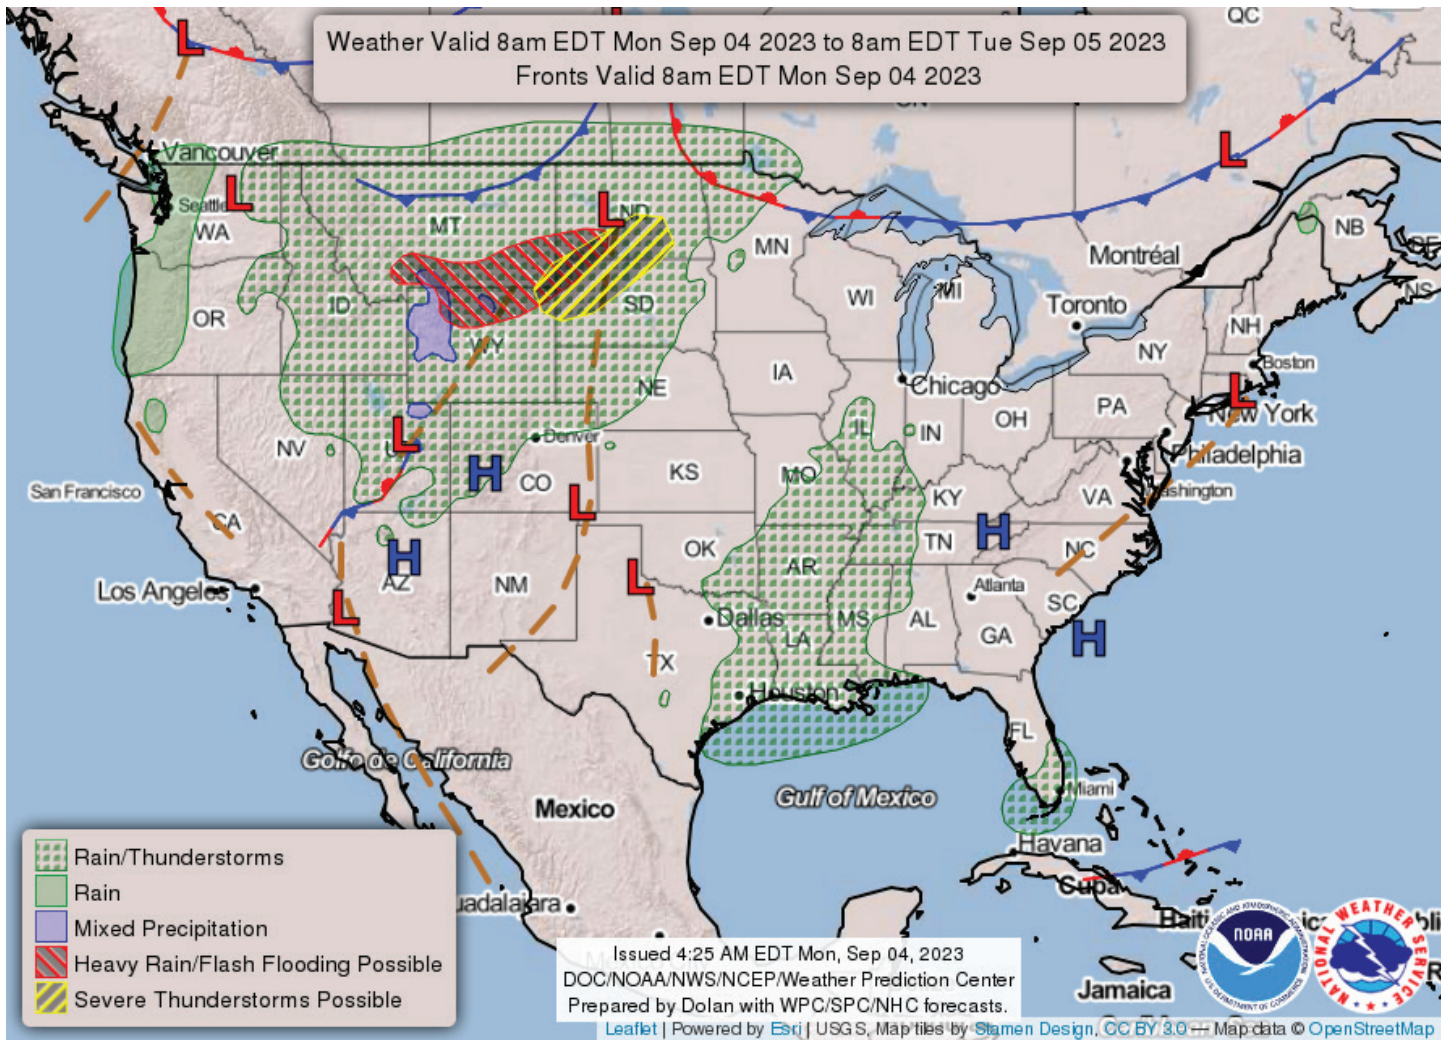 QC
Weather Valid 8am EDT Mon Sep 04 2023 to 8am EDT Tue Sep 05 2023
Fronts Valid 8am EDT Mon Sep 04 2023
L
L
Vancouver
L
Seattle
WA
MT
L
ND
MN
Montréal
NB
NS
OR
ID
SD
WI
MI
Toronto
NH
WY
NY
Boston
IA
NE
Chicago
PA
L
New York
NV
L
Denver
IL
IN
OH
Philadelphia
H
CO
KS
MO
KY
VA
San Francisco
CA
L
H
TN
NC
OK
AR
H
AZ
NM
L
Los Angeles
Atlanta
SC
L
Dallas
LA
MS
AL
GA
H
TX
Houston
FL
Golfo de California
Miami
Mexico
Gulf of Mexico
Havana
Cuba
Rain/Thunderstorms
Rain
Mixed Precipitation
Heavy Rain/Flash Flooding Possible
Severe Thunderstorms Possible
uadalajara
Haiti
NOAA
NATIONAL WEATHER SERVICE
Jamaica
Issued 4:25 AM EDT Mon, Sep 04, 2023
DOC/NOAA/NWS/NCEP/Weather Prediction Center
Prepared by Dolan with WPC/SPC/NHC forecasts.
Leaflet | Powered by Esri | USGS, Map tiles by Stamen Design, CC BY 3.0 — Map data © OpenStreetMap